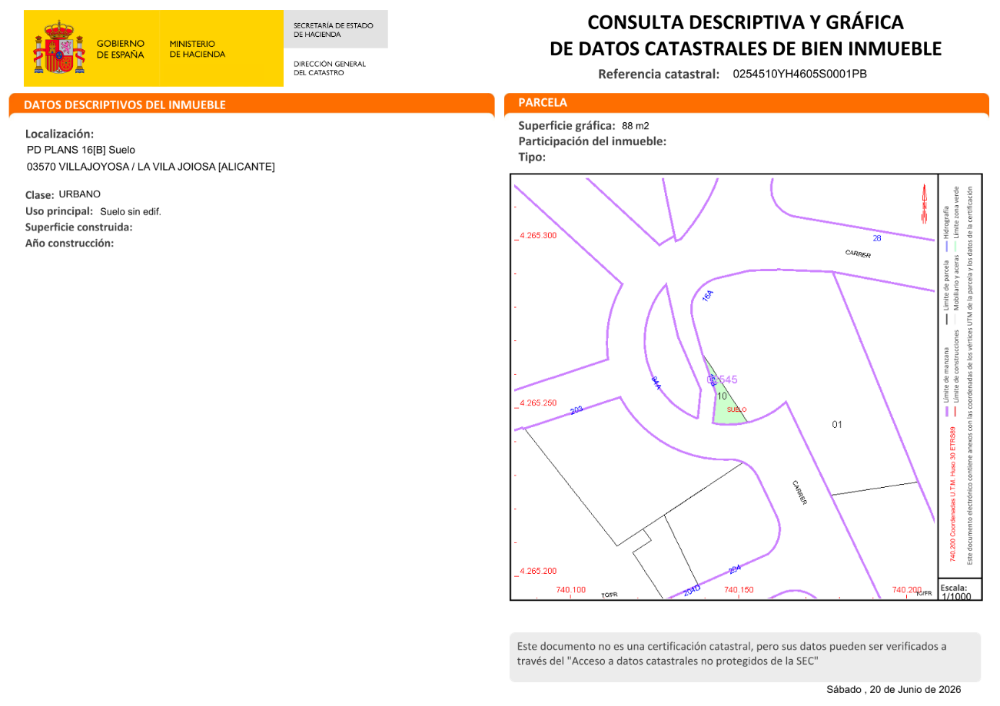 GOBIERNO
DE ESPAÑA
MINISTERIO
DE HACIENDA
SECRETARÍA DE ESTADO
DE HACIENDA
DIRECCIÓN GENERAL
DEL CATASTRO
CONSULTA DESCRIPTIVA Y GRÁFICA
DE DATOS CATASTRALES DE BIEN INMUEBLE
Referencia catastral: 0254510YH4605S0001PB
DATOS DESCRIPTIVOS DEL INMUEBLE
Localización:
PD PLANS 16[B] Suelo
03570 VILLAJOYOSA / LA VILA JOIOSA [ALICANTE]
Clase: URBANO
Uso principal: Suelo sin edif.
Superficie construida:
Año construcción:
PARCELA
Superficie gráfica: 88 m2
Participación del inmueble:
Tipo:
4.265.300
28
CARRER
16A
02545
84A
10
4.265.250
203
SUELO
01
CARRER
4.265.200
204
204D
740.100
TO/FR
740.150
740.200
TO/FR
Límite de manzana
Límite de parcela
Hidrografía
Límite de construcciones
Mobiliario y aceras
Límite zona verde
740.200 Coordenadas U.T.M. Huso 30 ETRS89
Este documento electrónico contiene anexos con las coordenadas de los vértices UTM de la parcela y los datos de la certificación
Escala:
1/1000
Este documento no es una certificación catastral, pero sus datos pueden ser verificados a
través del "Acceso a datos catastrales no protegidos de la SEC"
Sábado , 20 de Junio de 2026